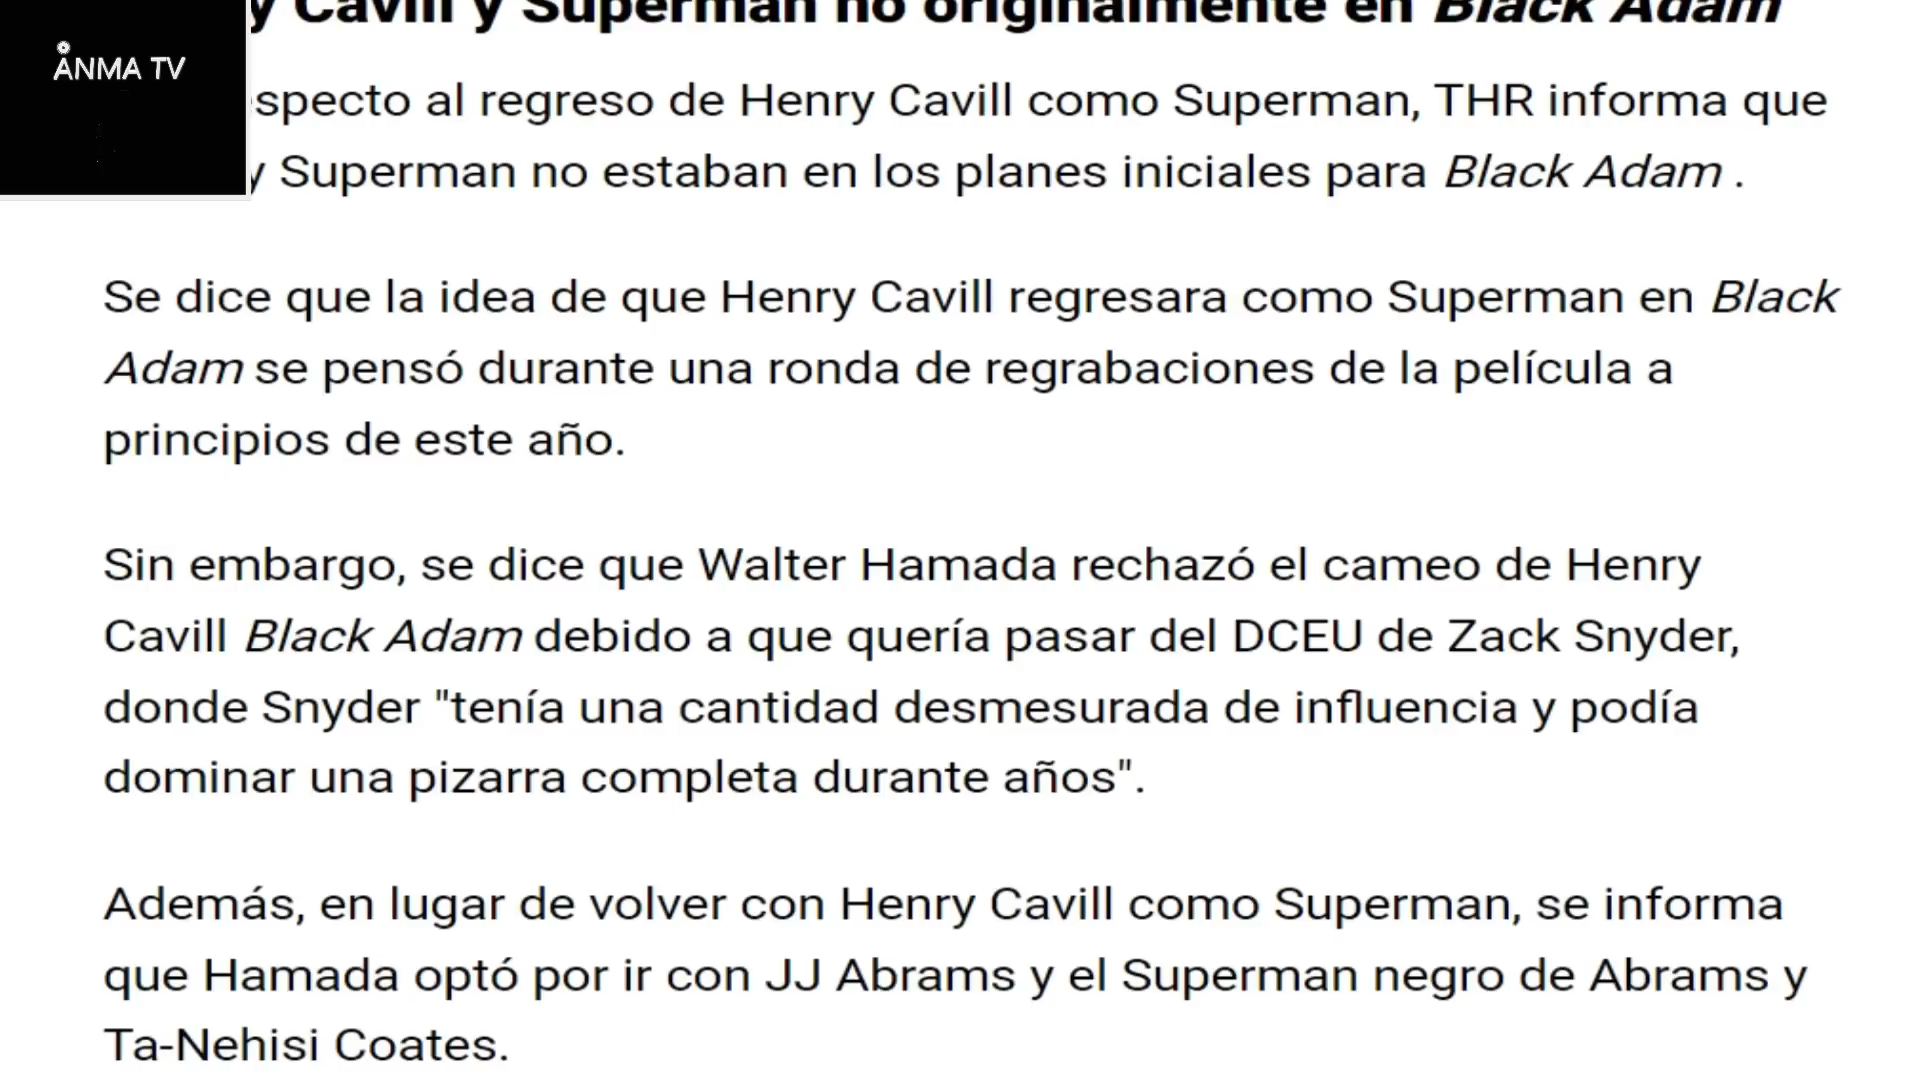 ANMA TV
y Cavill y Superman no originalmente en Black Adam
specto al regreso de Henry Cavill como Superman, THR informa que
y Superman no estaban en los planes iniciales para Black Adam .
Se dice que la idea de que Henry Cavill regresara como Superman en Black
Adam se pensó durante una ronda de regrabaciones de la película a
principios de este año.
Sin embargo, se dice que Walter Hamada rechazó el cameo de Henry
Cavill Black Adam debido a que quería pasar del DCEU de Zack Snyder,
donde Snyder "tenía una cantidad desmesurada de influencia y podía
dominar una pizarra completa durante años".
Además, en lugar de volver con Henry Cavill como Superman, se informa
que Hamada optó por ir con JJ Abrams y el Superman negro de Abrams y
Ta-Nehisi Coates.